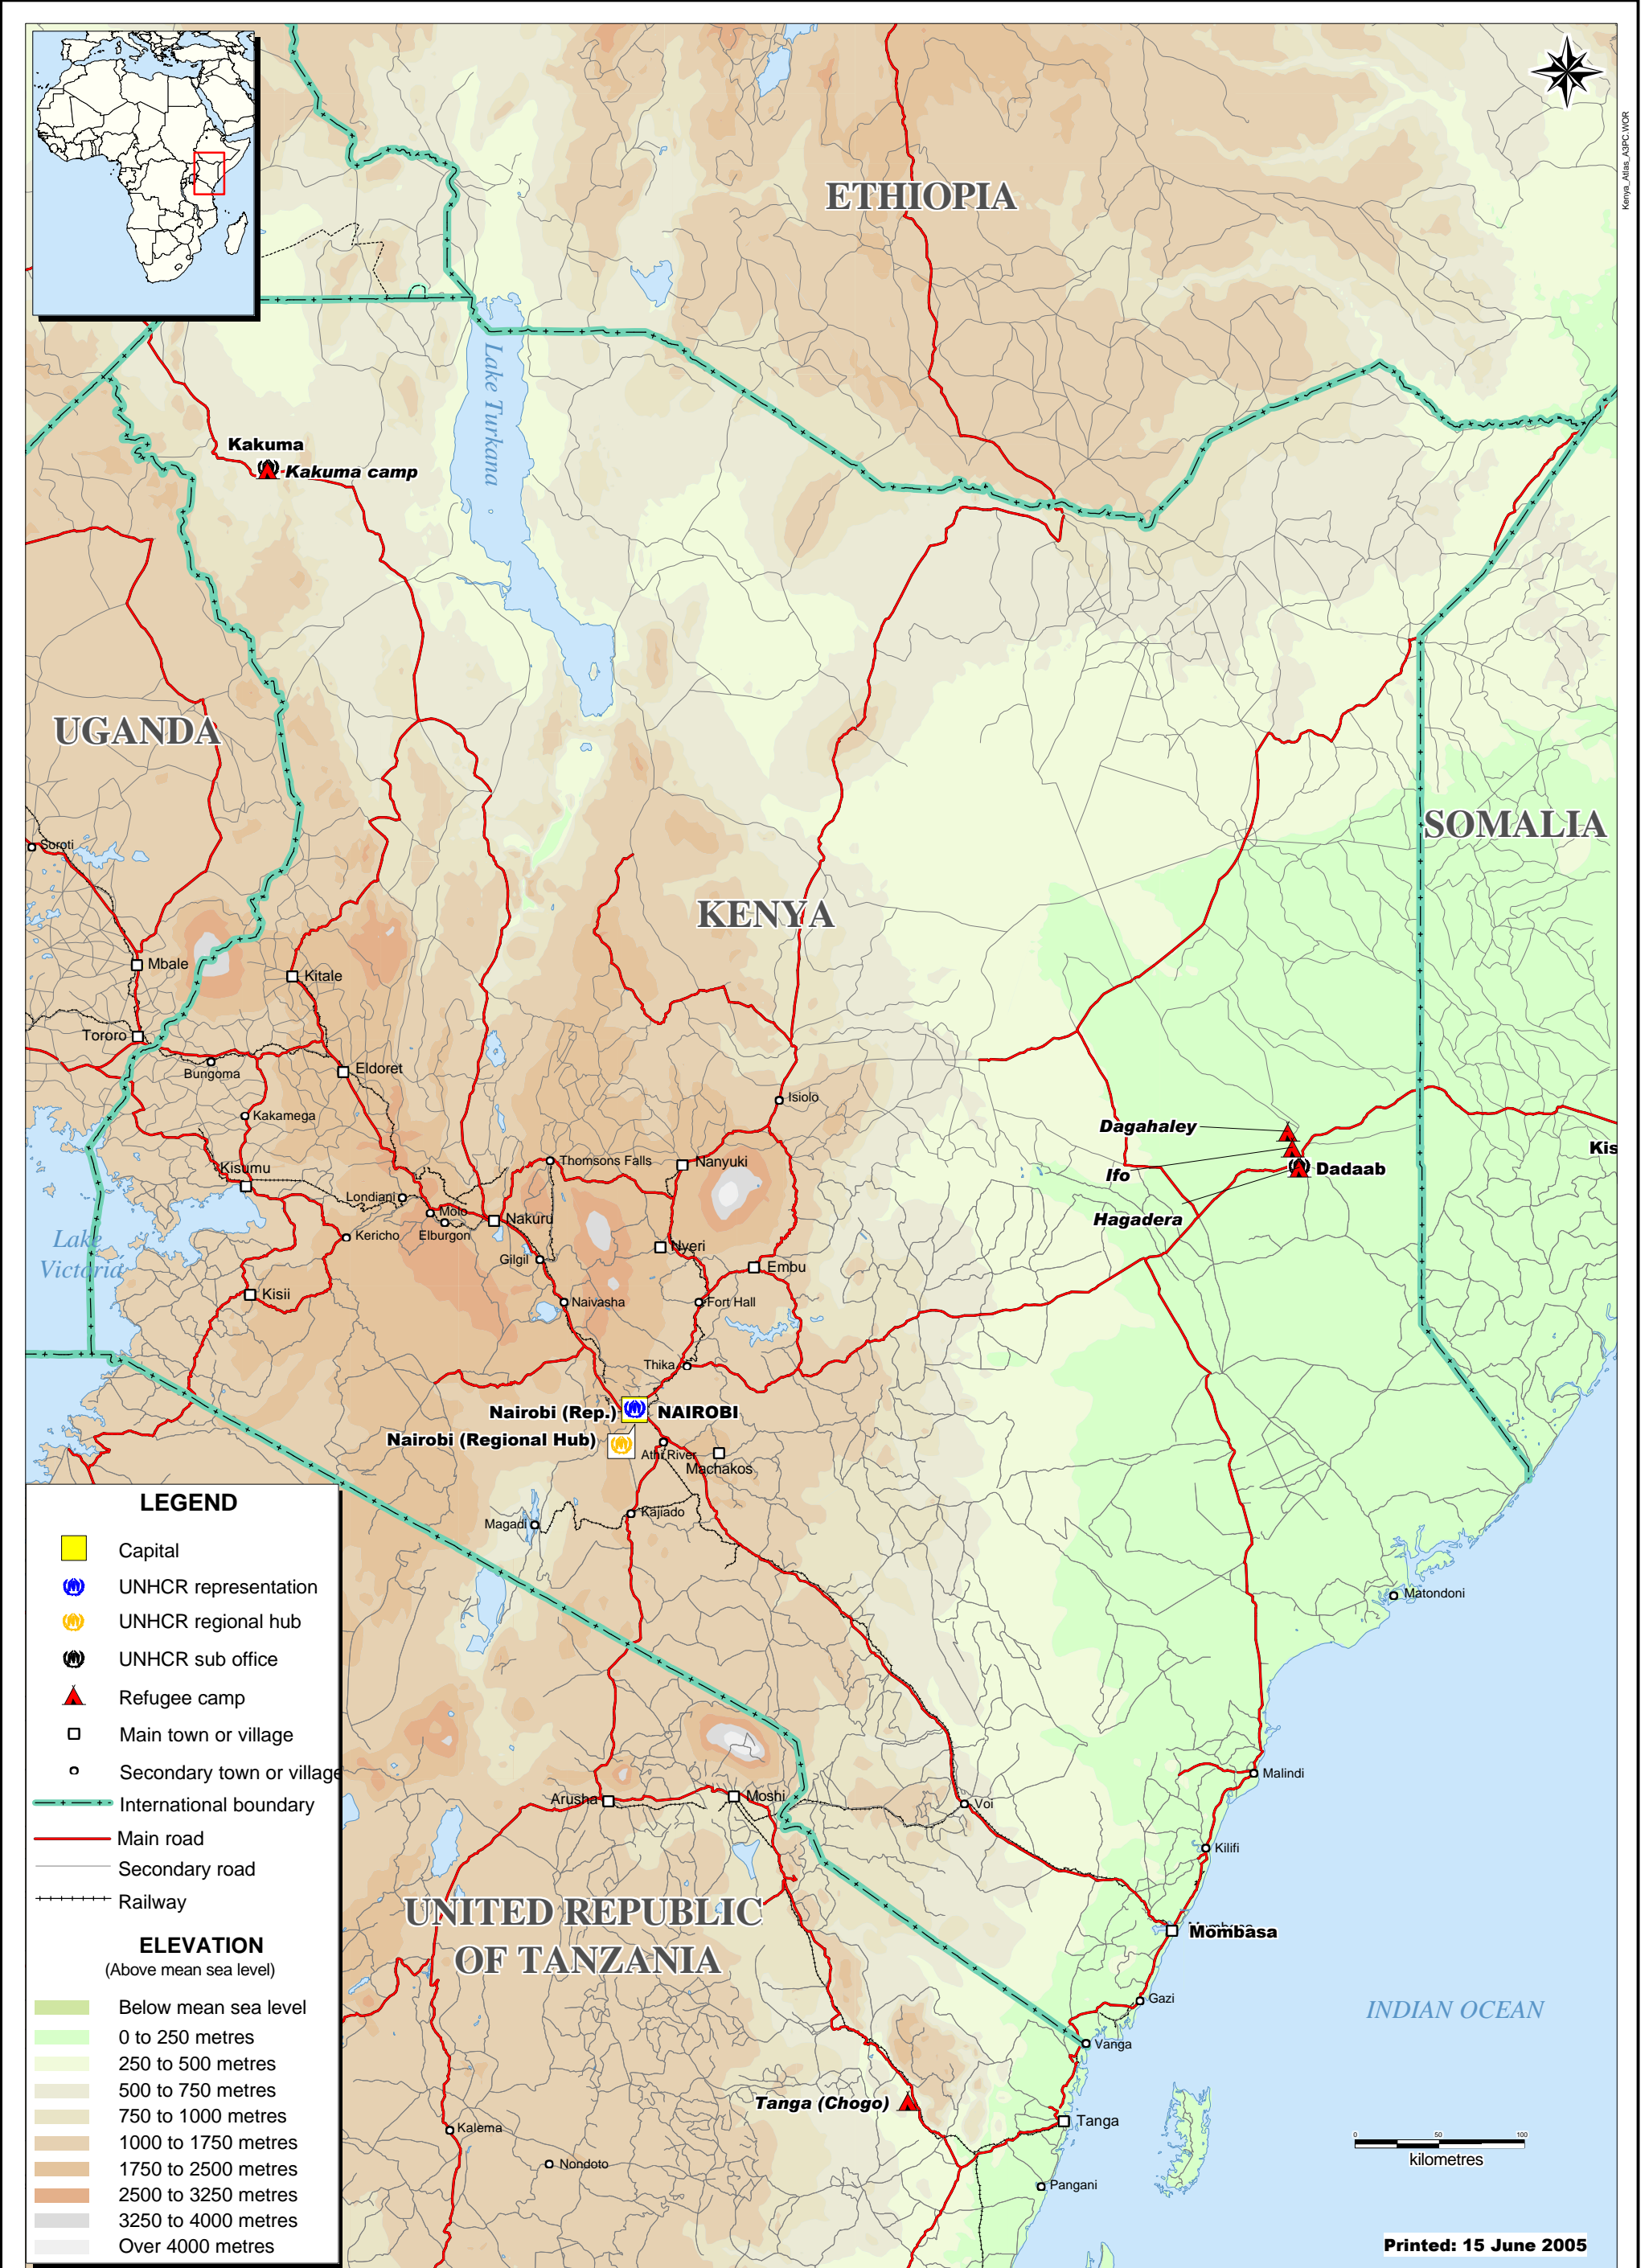 Kenya_Atlas_A3PC.WOR
ETHIOPIA
Lake Turkana
Kakuma
Kakuma camp
UGANDA
SOMALIA
Soroti
KENYA
Mbale
Kitale
Tororo
Bungoma
Eldoret
Isiolo
Kakamega
Dagahaley
Kis
Kisumu
Thomsons Falls
Nanyuki
Ifo
Dadaab
Londiani
Molo
Nakuru
Hagadera
Elburgon
Kericho
Lake
Victoria
Gilgil
Nyeri
Embu
Kisii
Naivasha
Fort Hall
Thika
Nairobi (Rep.)
NAIROBI
Nairobi (Regional Hub)
Athi River
Machakos
Kajiado
Magadi
Matondoni
Malindi
Arusha
Moshi
Voi
Kilifi
UNITED REPUBLIC
OF TANZANIA
Mombasa
Gazi
INDIAN OCEAN
Vanga
Tanga (Chogo)
Tanga
Kalema
Nondoto
Pangani
LEGEND
Capital
UNHCR representation
UNHCR regional hub
UNHCR sub office
Refugee camp
Main town or village
Secondary town or village
International boundary
Main road
Secondary road
Railway
ELEVATION
(Above mean sea level)
Below mean sea level
0 to 250 metres
250 to 500 metres
500 to 750 metres
750 to 1000 metres
1000 to 1750 metres
1750 to 2500 metres
2500 to 3250 metres
3250 to 4000 metres
Over 4000 metres
0 50 100
kilometres
Printed: 15 June 2005